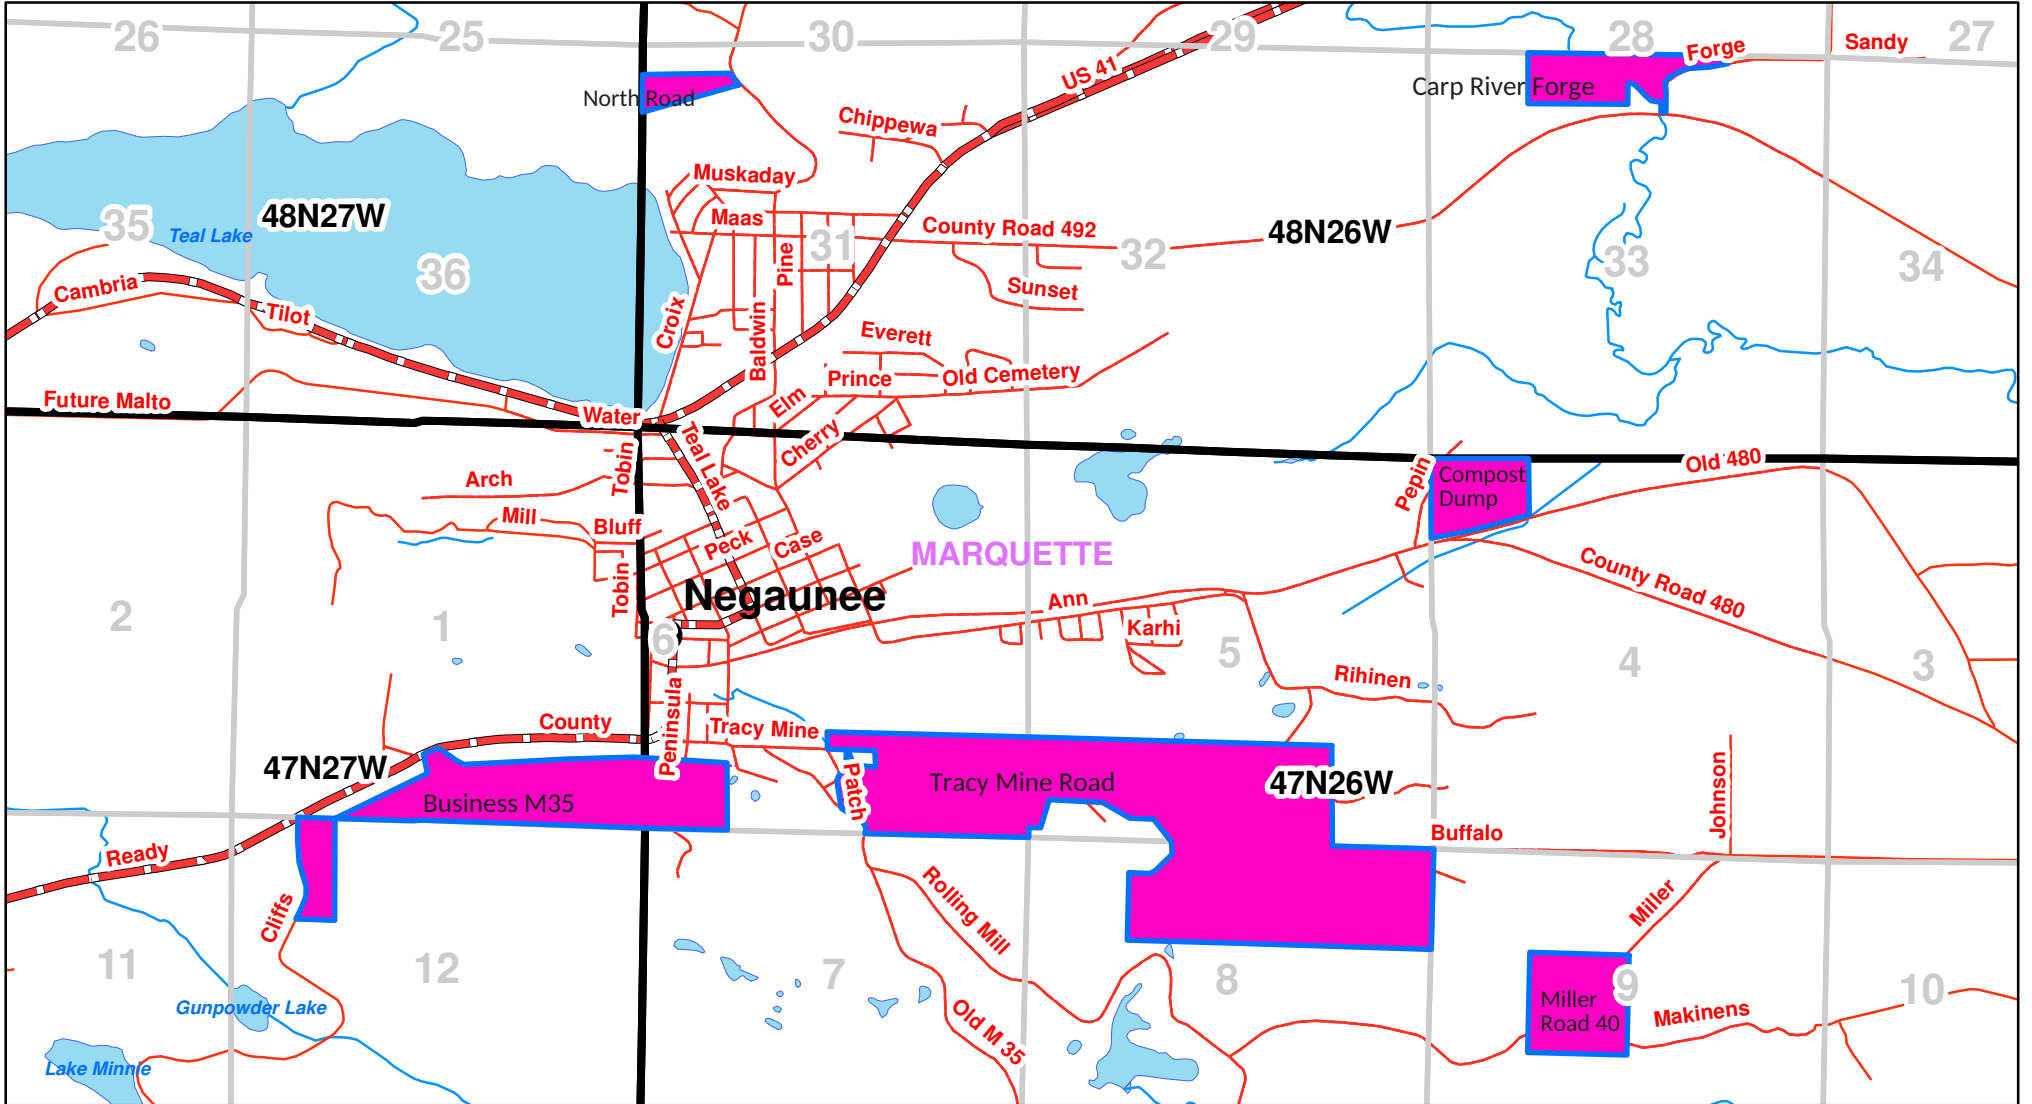 26
25
30
29
28
27
Forge
Sandy
US 41
North Road
Carp River Forge
Chippewa
Muskaday
Maas
County Road 492
48N27W
48N26W
35
Teal Lake
36
31
32
33
34
Pine
Sunset
Cambria
Tilot
Croix
Baldwin
Everett
Prince
Old Cemetery
Elm
Future Malto
Water
Cherry
Teal Lake
Tobin
Arch
Mill
Bluff
Peck
Case
Pepin
Compost
Dump
Old 480
MARQUETTE
County Road 480
Tobin
Negaunee
Ann
Karhi
2
1
6
5
4
3
Rihinen
Peninsula
County
Tracy Mine
47N27W
Patch
Tracy Mine Road
47N26W
Business M35
Johnson
Buffalo
Ready
Cliffs
Rolling Mill
Miller
11
12
7
8
9
10
Gunpowder Lake
Old M 35
Miller
Road 40
Makinens
Lake Minnie